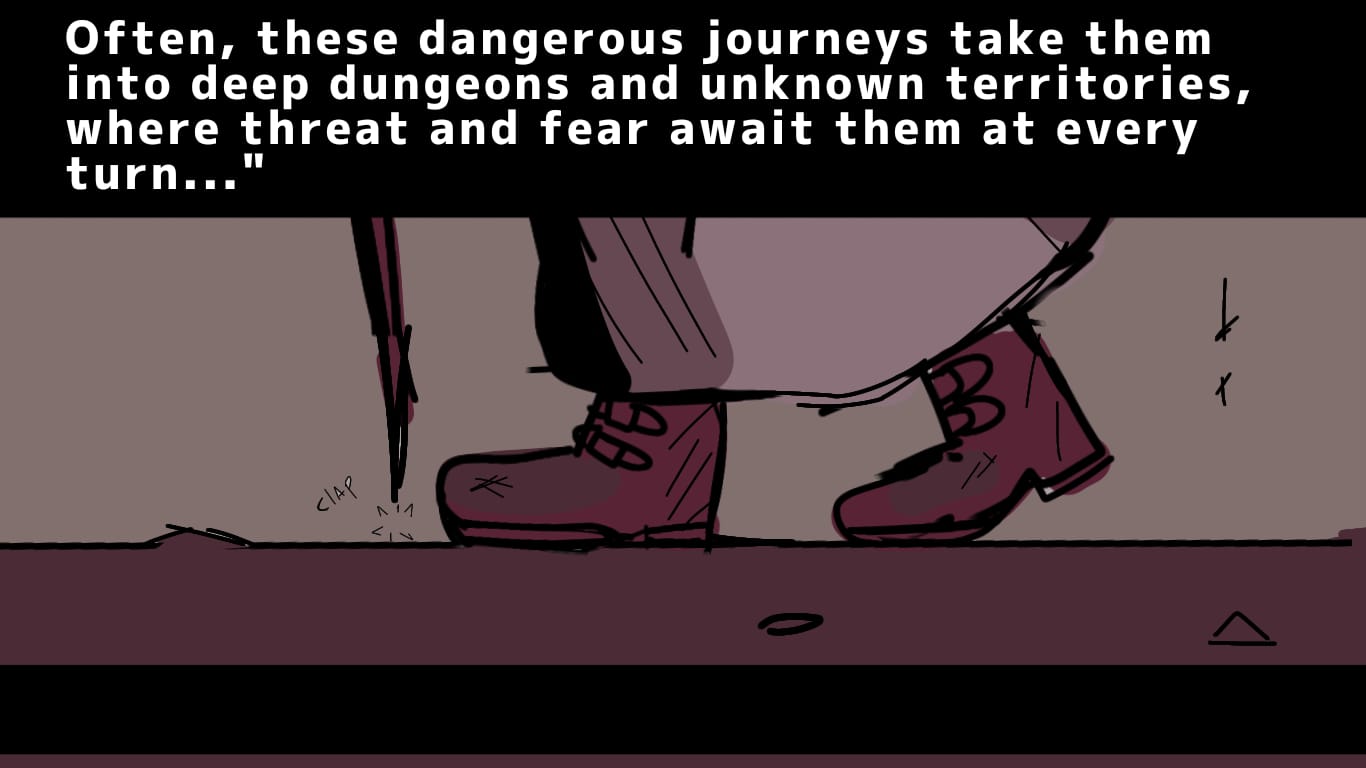 Often, these dangerous journeys take them
into deep dungeons and unknown territories,
where threat and fear await them at every
turn..."
CLAP